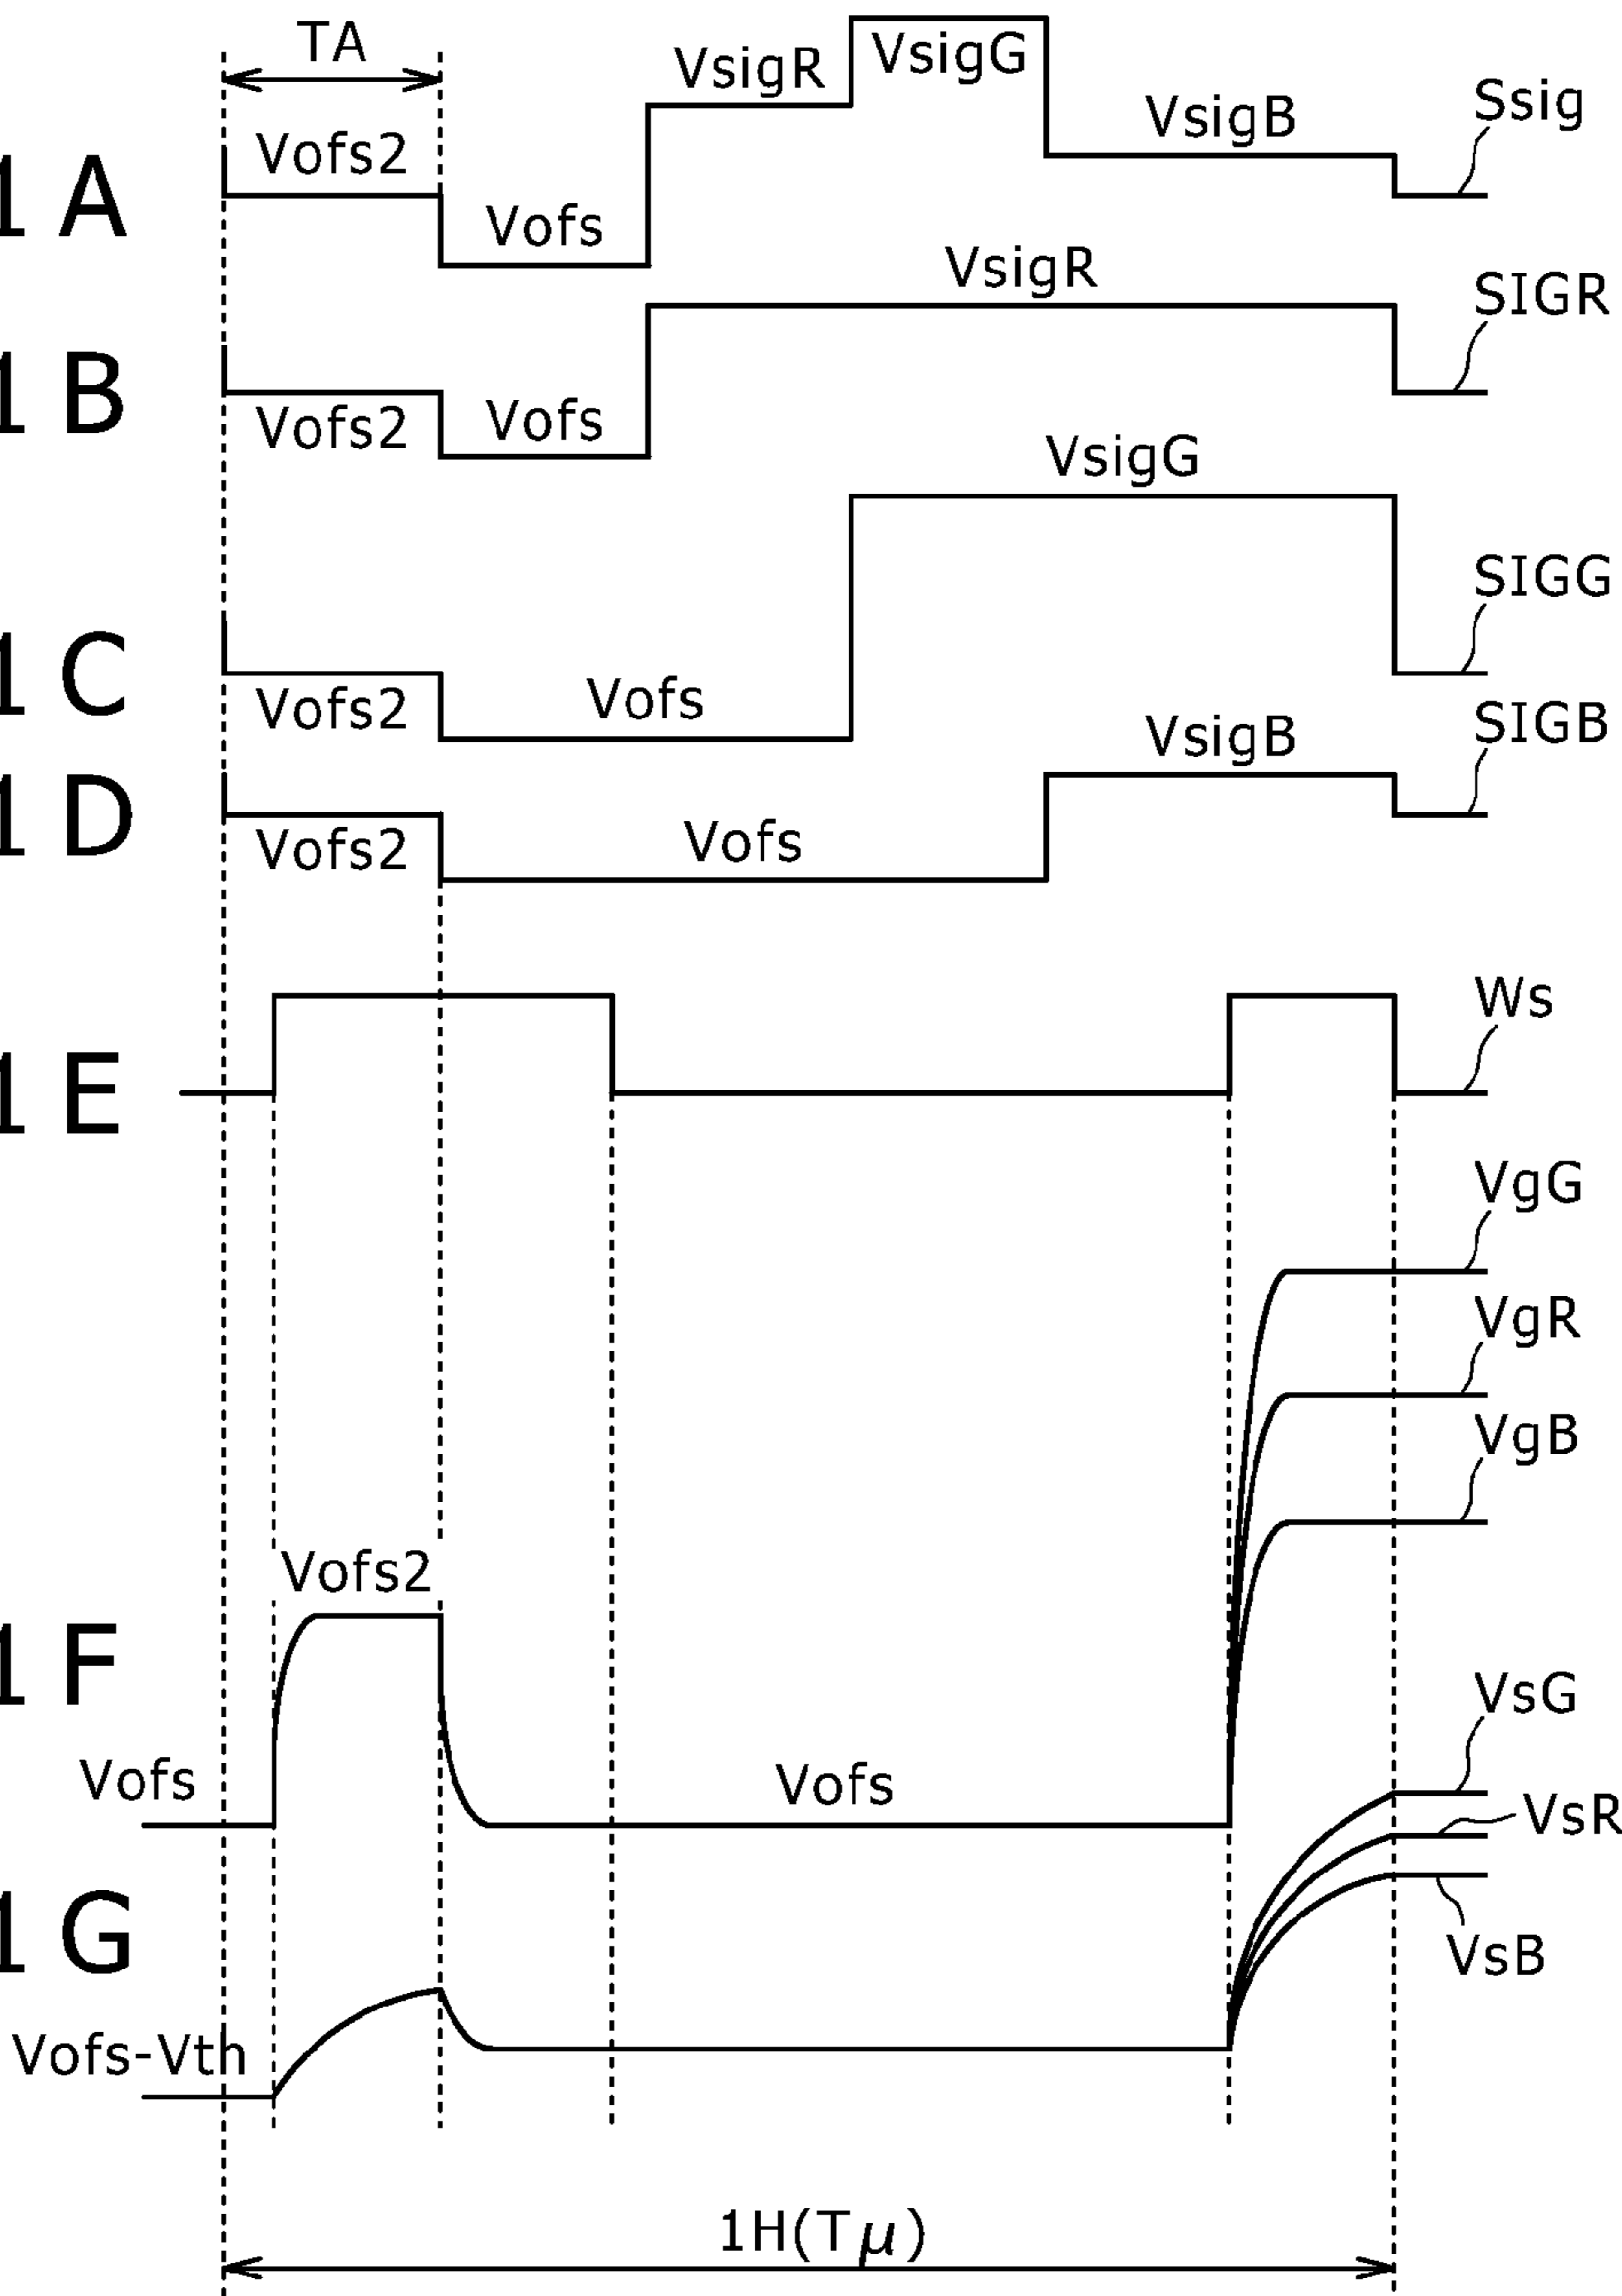 TA
VsigR
VsigG
VsigB
Ssig
Vofs2
1A
Vofs
VsigR
SIGR
1B
Vofs2
Vofs
VsigG
SIGG
1C
Vofs2
Vofs
VsigB
SIGB
1D
Vofs2
Vofs
Ws
1E
VgG
VgR
VgB
Vofs2
1F
VsG
Vofs
Vofs
VsR
1G
VsB
Vofs-Vth
1H(Tμ)